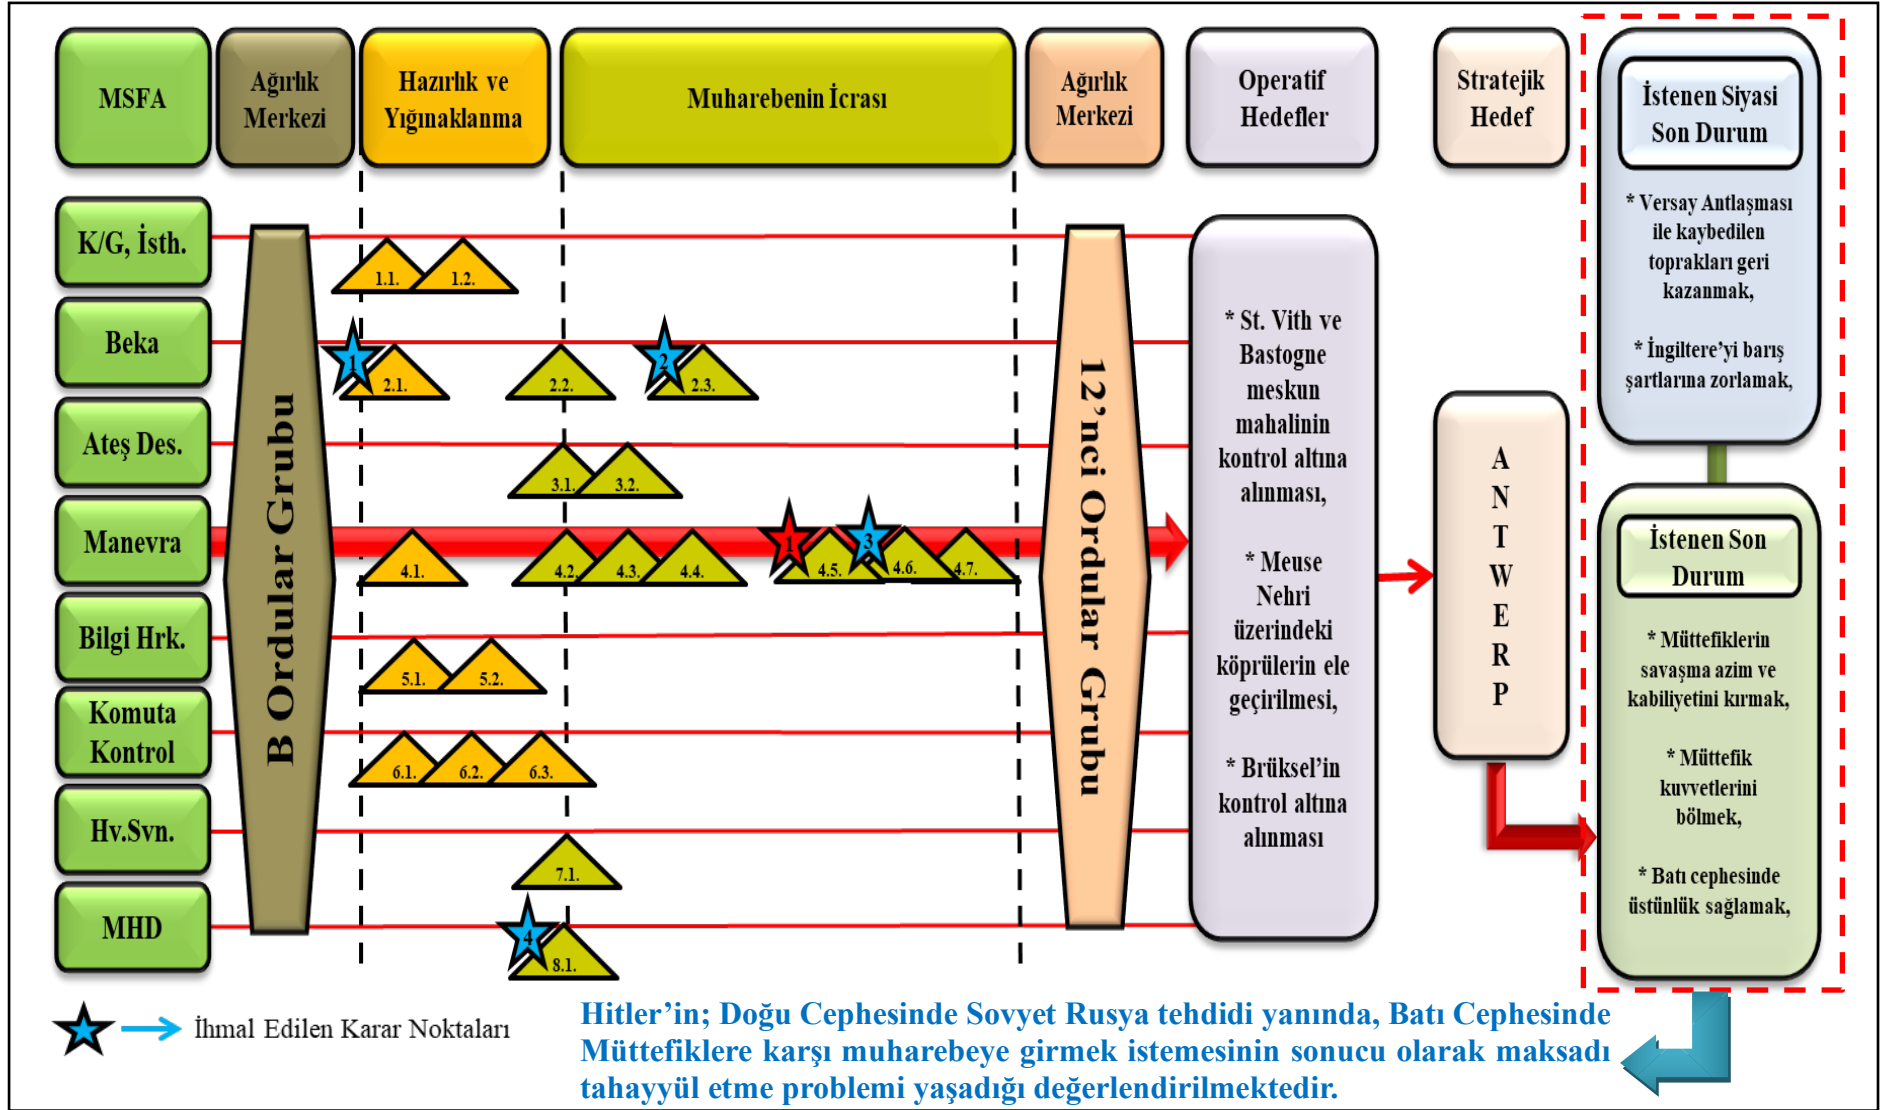 MSFA
Ağırlık
Merkezi
Hazırlık ve
Yığınaklanma
Muharebenin İcrası
Ağırlık
Merkezi
Operatif
Hedefler
Stratejik
Hedef
İstenen Siyasi
Son Durum
* Versay Antlaşması
ile kaybedilen
toprakları geri
kazanmak,
* İngiltere’yi barış
şartlarına zorlamak,
K/G, İsth.
1.1.
1.2.
Beka
1
2.1.
2.2.
2
2.3.
Ateş Des.
3.1.
3.2.
Manevra
4.1.
4.2.
4.3.
4.4.
1
4.5.
3
4.6.
4.7.
Bilgi Hrk.
5.1.
5.2.
Komuta
Kontrol
6.1.
6.2.
6.3.
Hv.Svn.
7.1.
MHD
4
8.1.
B Ordular Grubu
12’nci Ordular Grubu
* St. Vith ve
Bastogne
meskun
mahalinin
kontrol altına
alınması,
* Meuse
Nehri
üzerindeki
köprülerin ele
geçirilmesi,
* Brüksel’in
kontrol altına
alınması
A
N
T
W
E
R
P
İstenen Son
Durum
* Müttefiklerin
savaşma azim ve
kabiliyetini kırmak,
* Müttefik
kuvvetlerini
bölmek,
* Batı cephesinde
üstünlük sağlamak,
İhmal Edilen Karar Noktaları
Hitler’in; Doğu Cephesinde Sovyet Rusya tehdidi yanında, Batı Cephesinde
Müttefiklere karşı muharebeye girmek istemesinin sonucu olarak maksadı
tahayyül etme problemi yaşadığı değerlendirilmektedir.